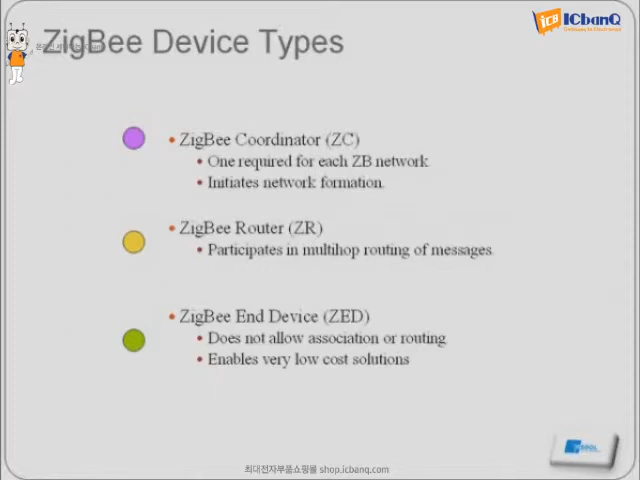 ICbanQ
ZigBee Device Types
• ZigBee Coordinator (ZC)
• One required for each ZB network
• Initiates network formation.
• ZigBee Router (ZR)
• Participates in multihop routing of messages.
• ZigBee End Device (ZED)
• Does not allow association or routing.
• Enables very low cost solutions
최대전자부품쇼핑몰 shop.icbanq.com